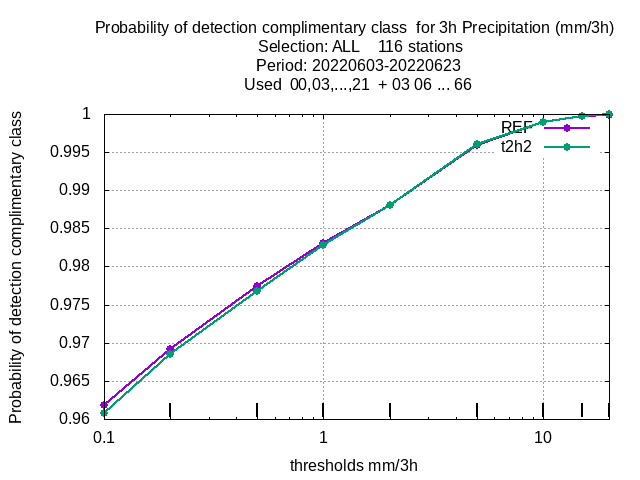 Probability of detection complimentary class  for 3h Precipitation (mm/3h)
Selection: ALL    116 stations
Period: 20220603-20220623
Used  00,03,...,21  + 03 06 ... 66
Probability of detection complimentary class
1
0.995
0.99
0.985
0.98
0.975
0.97
0.965
0.96
REF
t2h2
0.1
1
10
thresholds mm/3h